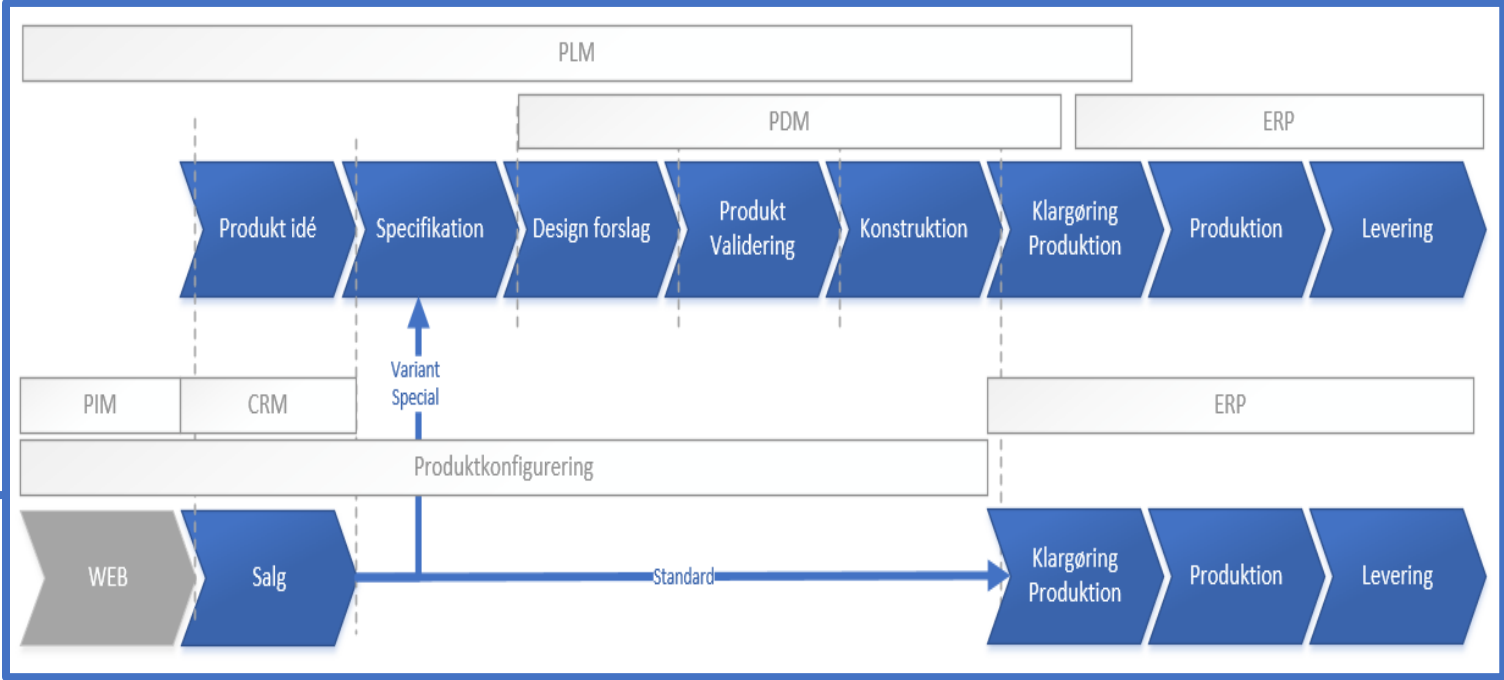 PLM
PDM
ERP
Produkt idé
Specifikation
Design forslag
Produkt
Validering
Konstruktion
Klargøring
Produktion
Produktion
Levering
Variant
Special
PIM
CRM
ERP
Produktkonfigurering
WEB
Salg
Standard
Klargøring
Produktion
Produktion
Levering